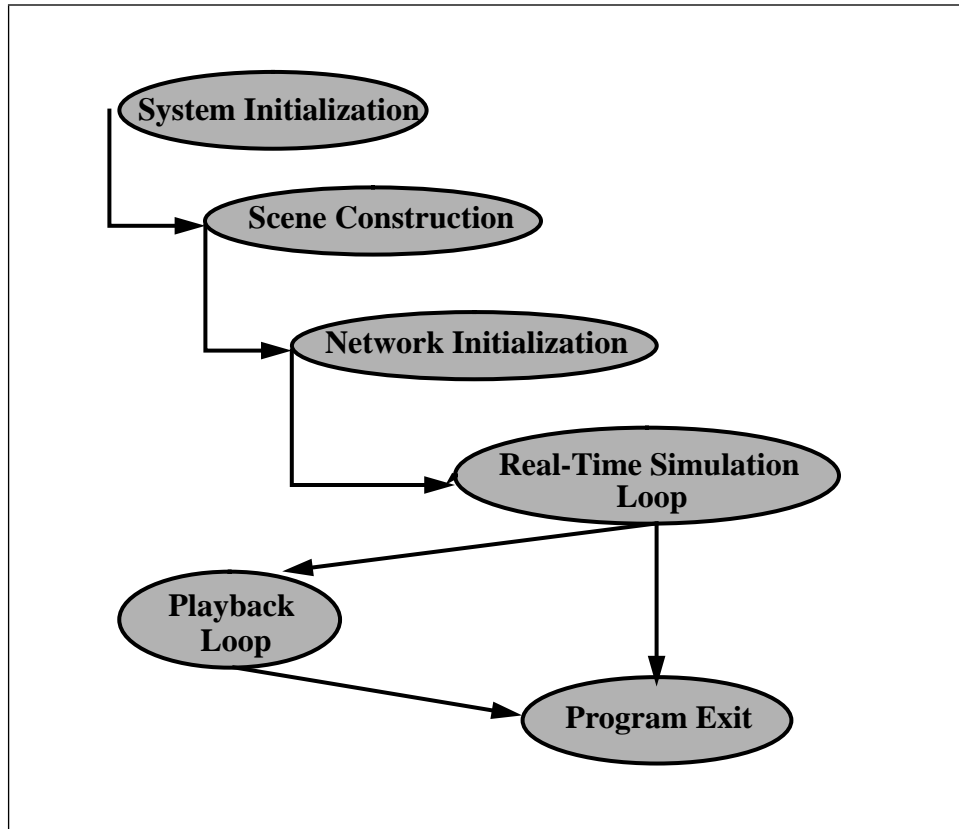 System Initialization
Scene Construction
Network Initialization
Real-Time Simulation
Loop
Playback
Loop
Program Exit